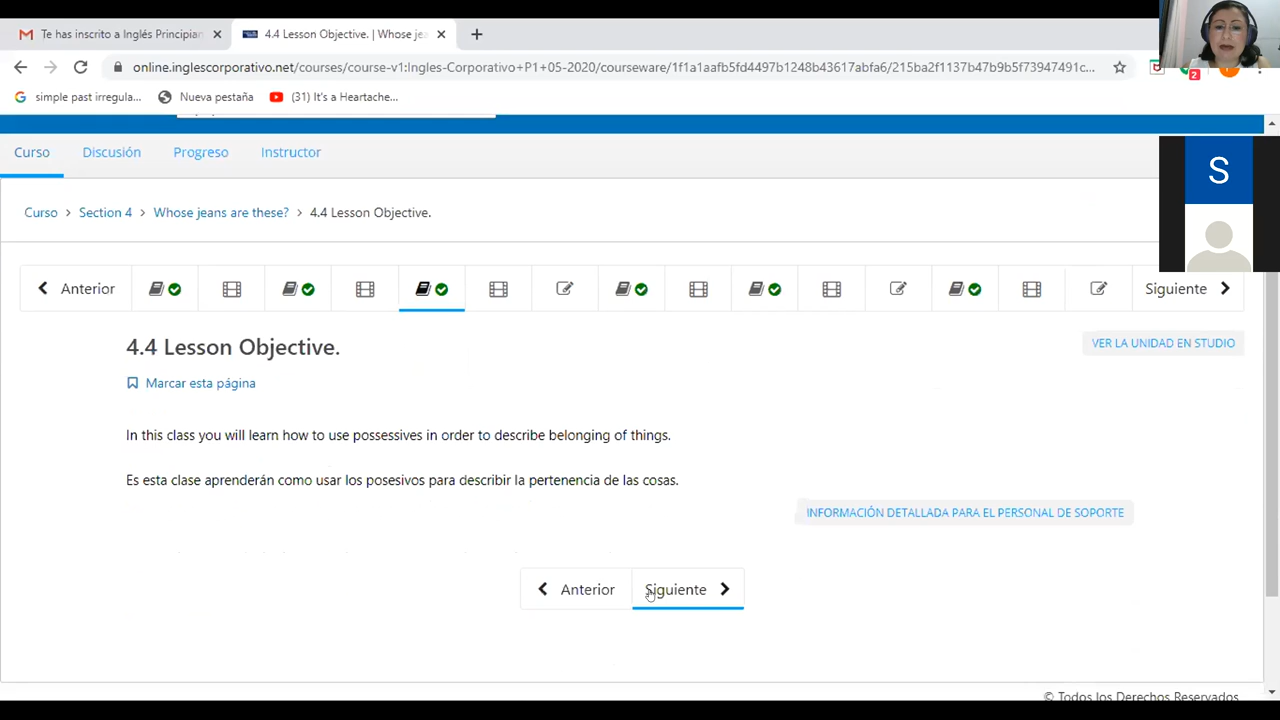 Te has inscrito a Inglés Principian
4.4 Lesson Objective. | Whose je
online.inglescorporativo.net/courses/course-v1:Ingles-Corporativo+P1+05-2020/courseware/1f1a1aafb5fd4497b1248b43617abfa6/215ba2f1137b47b9b5f73947491c...
2
simple past irregula...
Nueva pestaña
(31) It's a Heartache...
Curso
Discusión
Progreso
Instructor
S
Curso > Section 4 > Whose jeans are these? > 4.4 Lesson Objective.
Anterior
Siguiente
4.4 Lesson Objective.
VER LA UNIDAD EN STUDIO
Marcar esta página
In this class you will learn how to use possessives in order to describe belonging of things.
Es esta clase aprenderán como usar los posesivos para describir la pertenencia de las cosas.
INFORMACIÓN DETALLADA PARA EL PERSONAL DE SOPORTE
Anterior
Siguiente
© Todos los Derechos Reservados